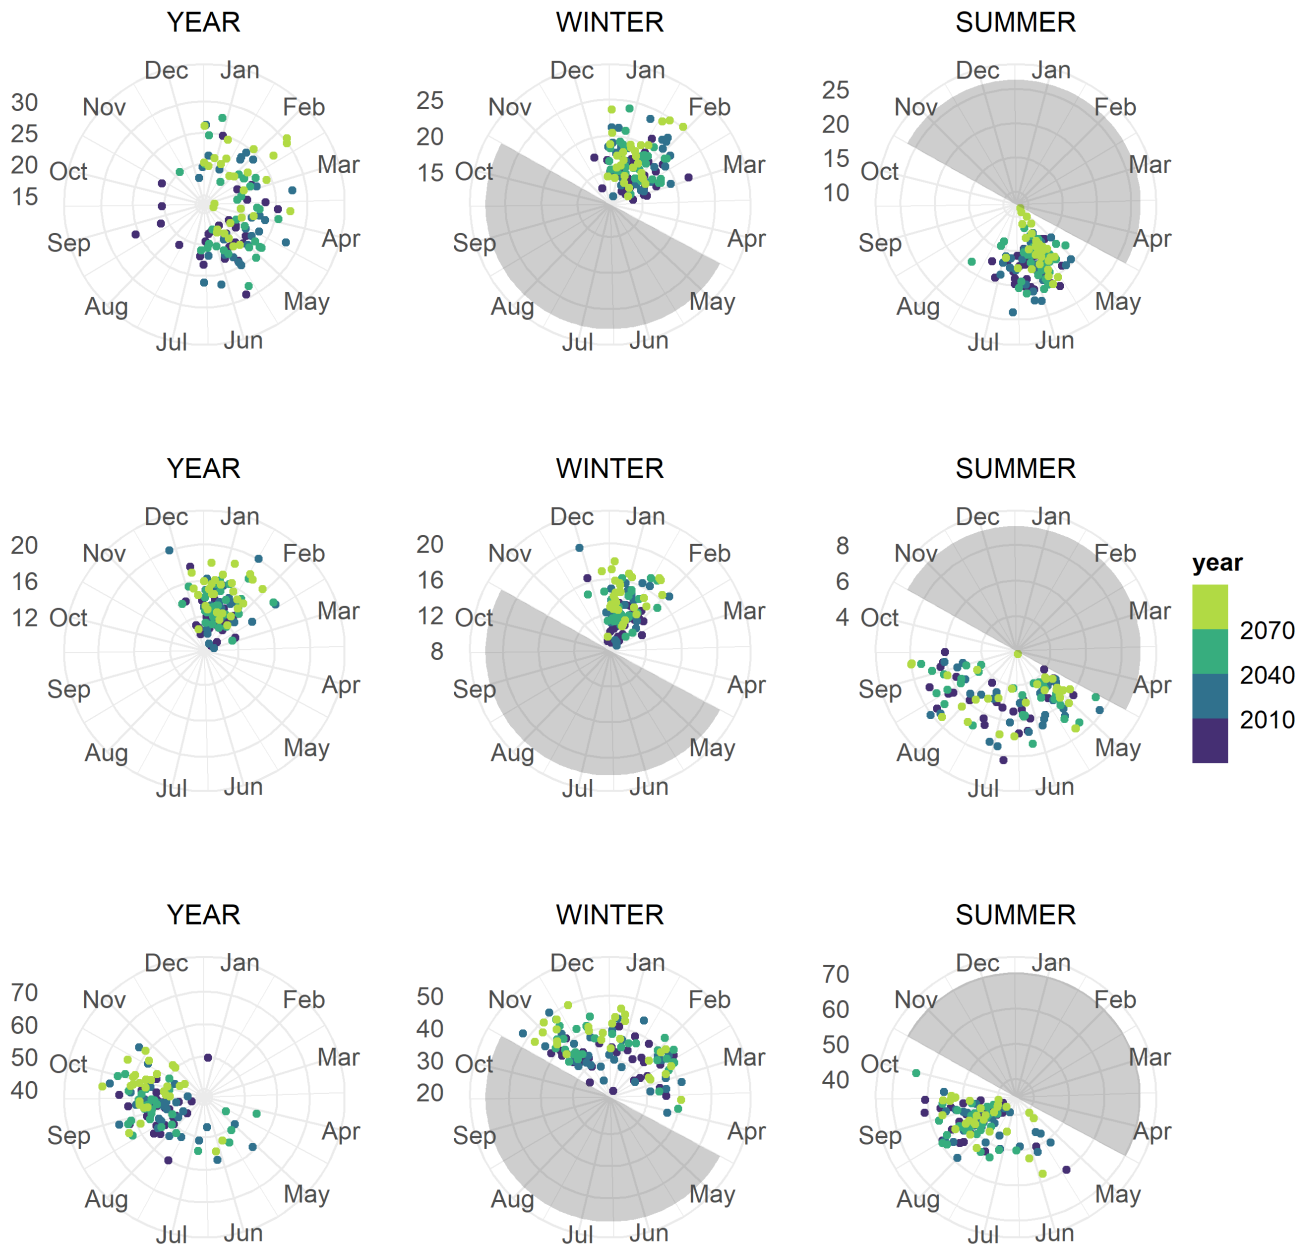 YEAR WINTER SUMMER
Dec Jan Dec Jan Dec Jan
30 Nov Feb 25 Nov Feb 25 Nov Feb
25 20 20
20 Oct Mar 15 Oct Mar 15 Oct Mar
15 10
Sep Apr Sep Apr Sep Apr
Aug May Aug May Aug May
Jul Jun Jul Jun Jul Jun
YEAR WINTER SUMMER
Dec Jan Dec Jan Dec Jan
20 Nov Feb 20 Nov Feb 8 Nov Feb
year
16 16 6
12 Oct Mar 12 Oct Mar 4 Oct Mar
2070
8
2040
Sep Apr Sep Apr Sep Apr
2010
Aug May Aug May Aug May
Jul Jun Jul Jun Jul Jun
YEAR WINTER SUMMER
Dec Jan Dec Jan Dec Jan
70 Nov Feb 50 Nov Feb 70 Nov Feb
60 40 60
50 Oct Mar 30 Oct Mar 50 Oct Mar
40 20 40
Sep Apr Sep Apr Sep Apr
Aug May Aug May Aug May
Jul Jun Jul Jun Jul Jun